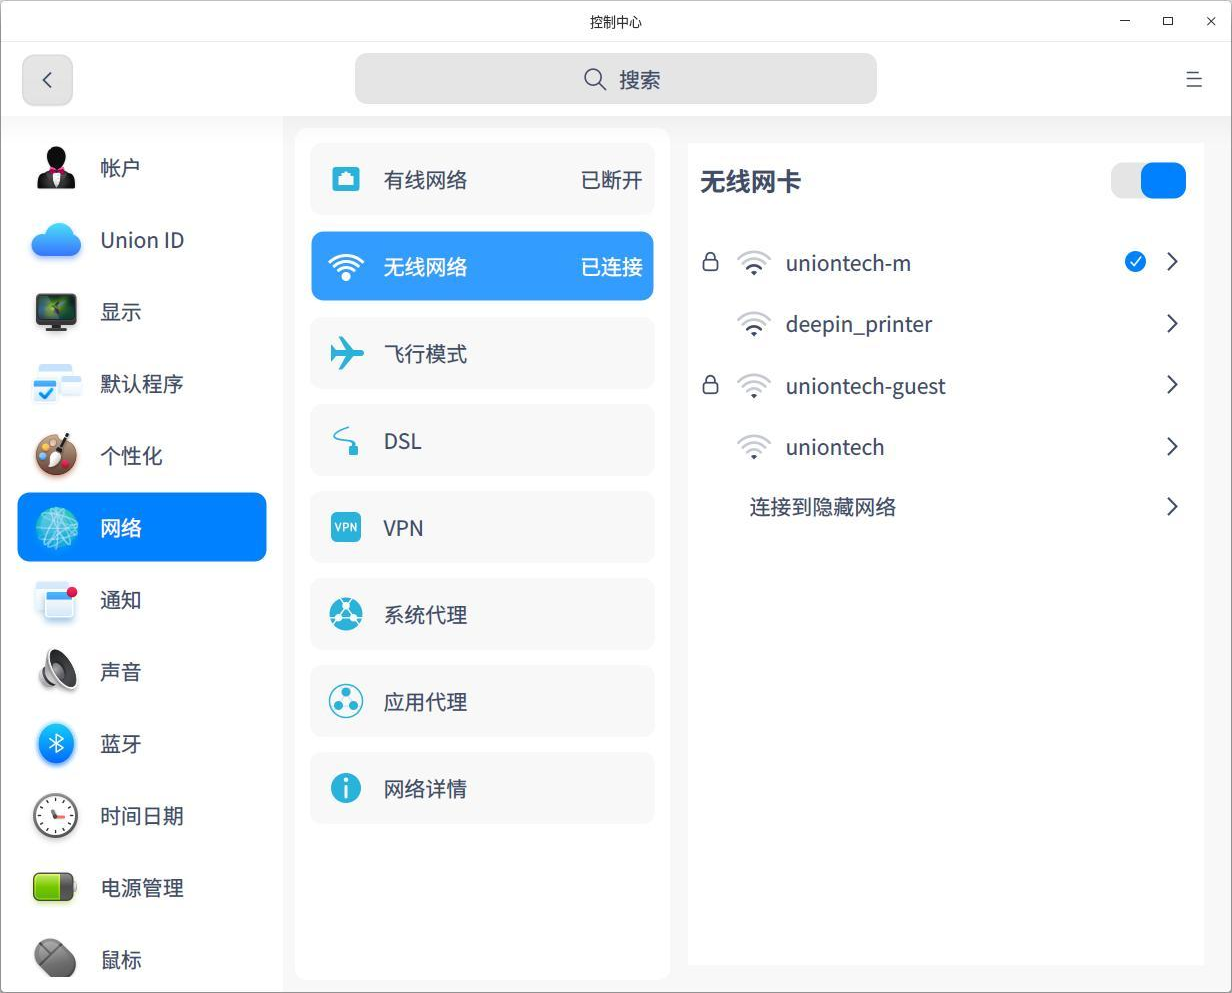 控制中心
搜索
帐户
Union ID
显示
默认程序
个性化
网络
通知
声音
蓝牙
时间日期
电源管理
鼠标
有线网络 已断开
无线网络 已连接
飞行模式
DSL
VPN VPN
系统代理
应用代理
网络详情
无线网卡
uniontech-m
deepin_printer
uniontech-guest
uniontech
连接到隐藏网络